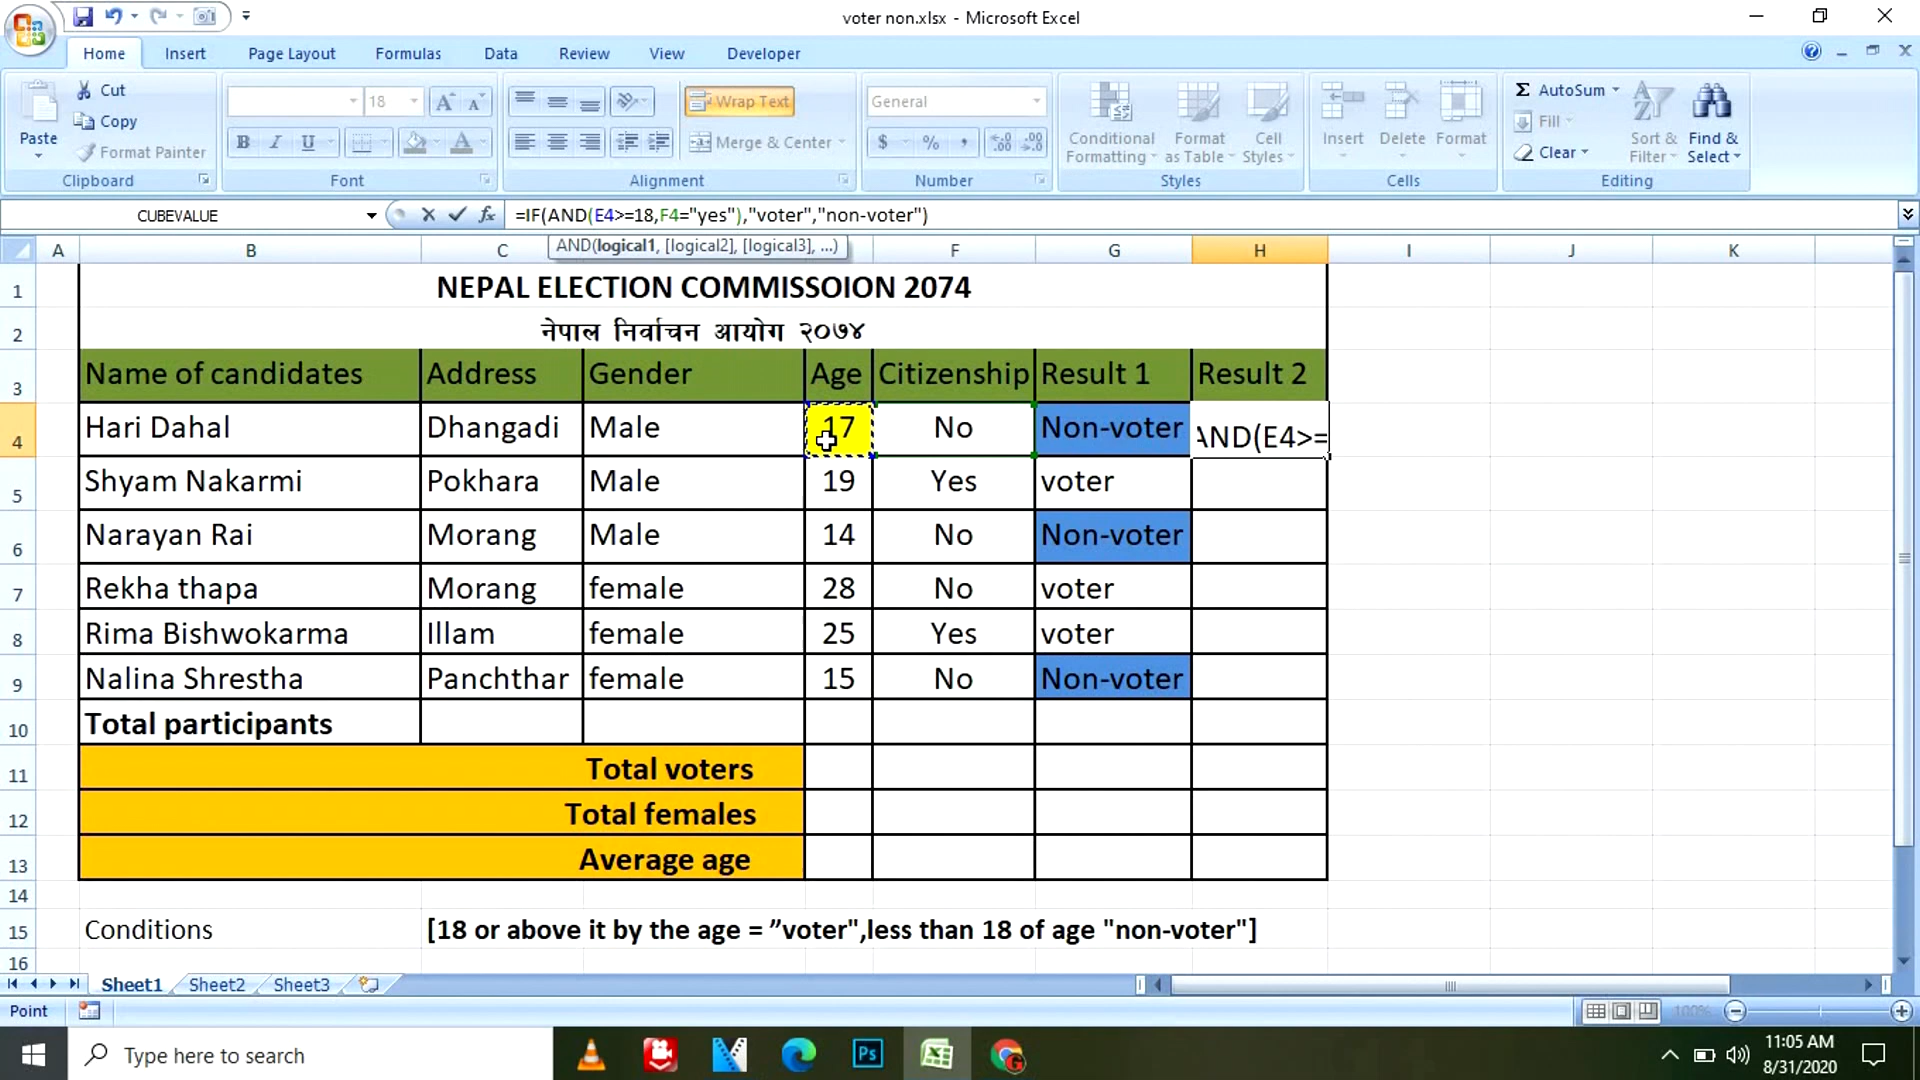 voter non.xlsx - Microsoft Excel
Home Insert Page Layout Formulas Data Review View Developer
Cut
Copy
Format Painter
Paste
Clipboard
18
B I U
Font
Wrap Text
Merge & Center
Alignment
General
$ % ,
Number
Conditional Formatting
Format as Table
Cell Styles
Styles
Insert Delete Format
Cells
AutoSum
Fill
Clear
Sort & Filter
Find & Select
Editing
CUBEVALUE
=IF(AND(E4>=18,F4="yes"),"voter","non-voter")
AND(logical1, [logical2], [logical3], ...)
A B C F G H I J K
1 NEPAL ELECTION COMMISSOION 2074
2 नेपाल निर्वाचन आयोग २०७४
3 Name of candidates Address Gender Age Citizenship Result 1 Result 2
4 Hari Dahal Dhangadi Male 17 No Non-voter AND(E4>=
5 Shyam Nakarmi Pokhara Male 19 Yes voter
6 Narayan Rai Morang Male 14 No Non-voter
7 Rekha thapa Morang female 28 No voter
8 Rima Bishwokarma Illam female 25 Yes voter
9 Nalina Shrestha Panchthar female 15 No Non-voter
10 Total participants
11 Total voters
12 Total females
13 Average age
14
15 Conditions [18 or above it by the age = ”voter",less than 18 of age "non-voter"]
16
Sheet1 Sheet2 Sheet3
Point 100%
Type here to search
Ps
11:05 AM
8/31/2020